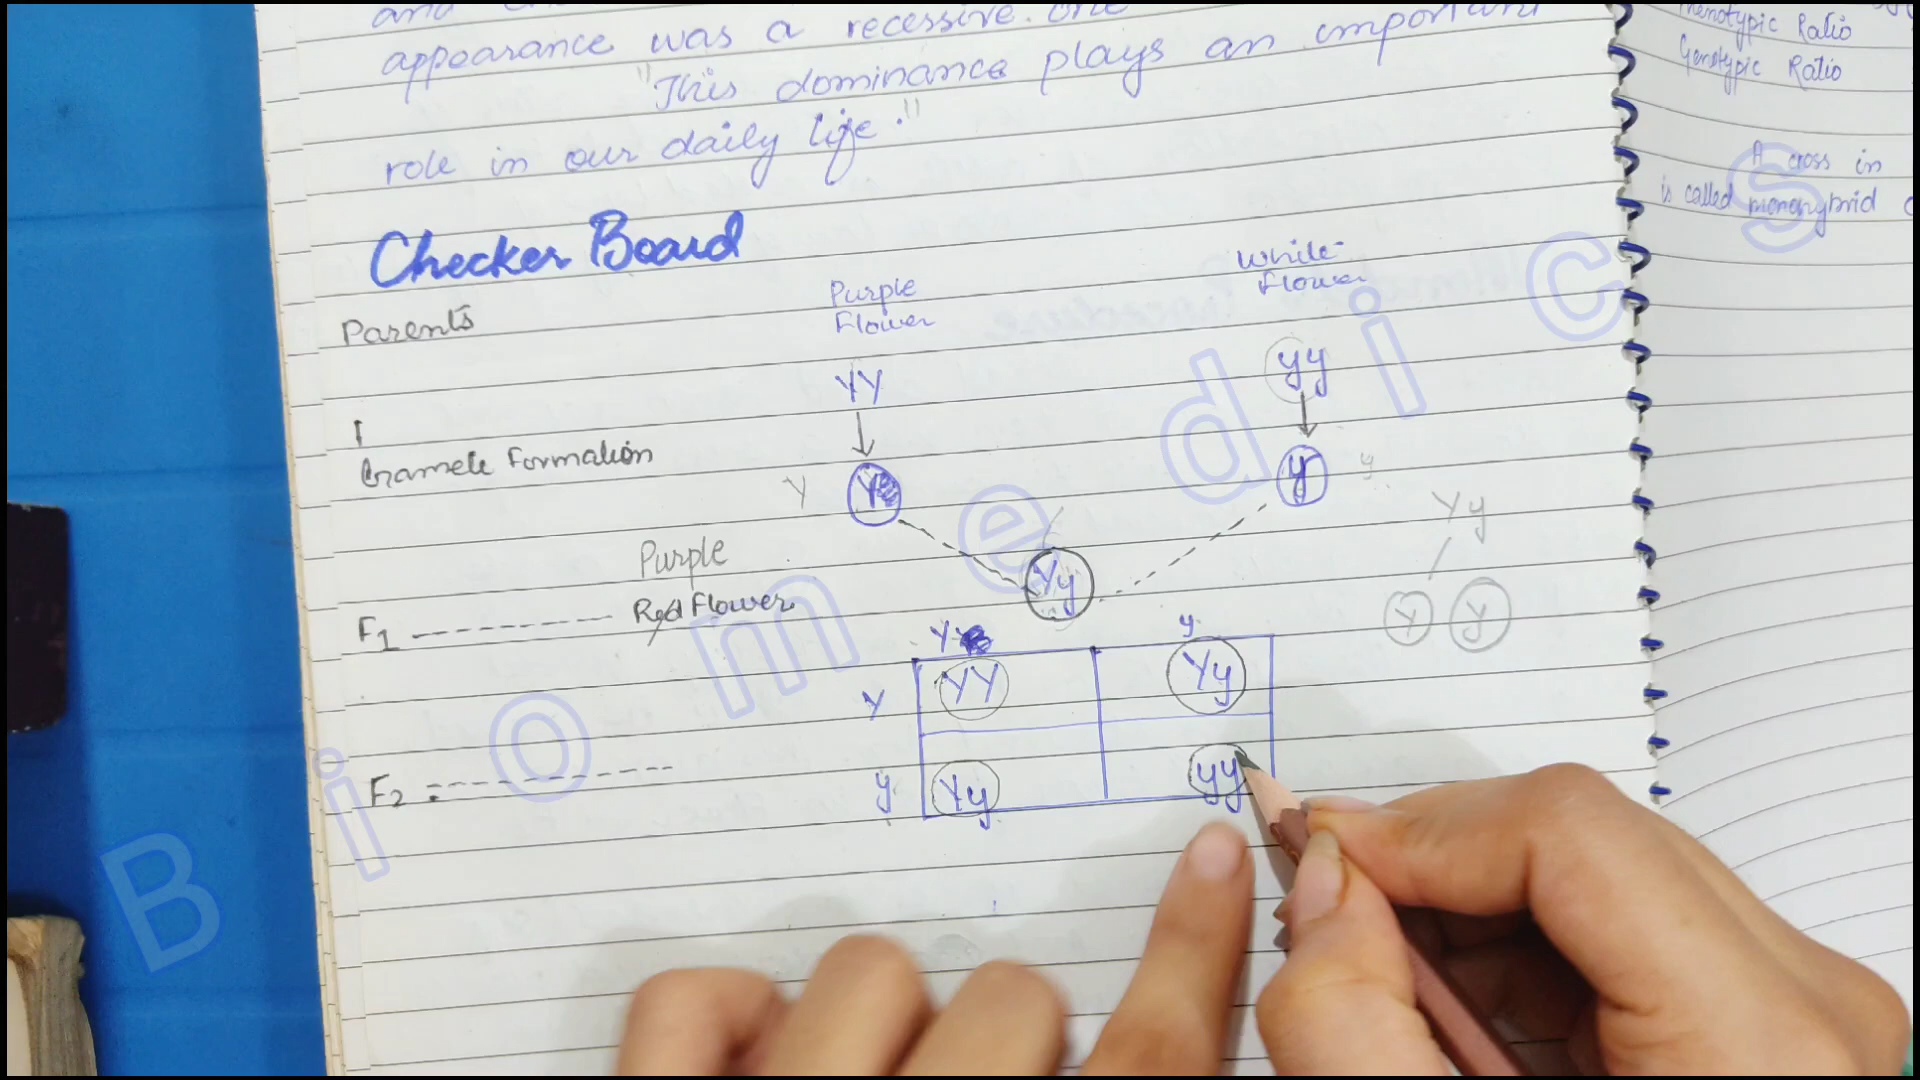 appearance was a recessive. one
"This dominance plays an important
role in our daily life."
Checker Board
Parents
Purple
Flower
White
Flower
YY
yy
Gamete Formation
Y
Y
y
y
Yy
Y
y
Purple
Red Flower
Yy
F1
Y
y
Y
YY
Yy
F2
y
Yy
yy
Phenotypic Ratio
Genotypic Ratio
A cross in
is called monohybrid
Biomedics